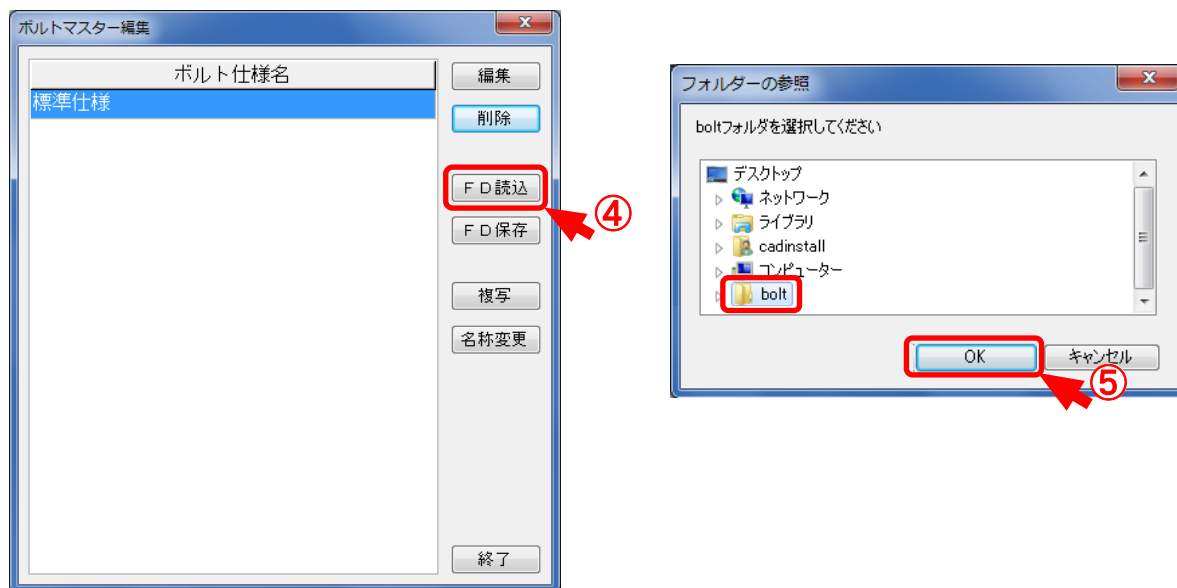 ボルトマスター編集
ボルト仕様名
標準仕様
編集
削除
ＦＤ読込
④
ＦＤ保存
複写
名称変更
終了
フォルダーの参照
boltフォルダを選択してください
デスクトップ
ネットワーク
ライブラリ
cadinstall
コンピューター
bolt
OK
キャンセル
⑤